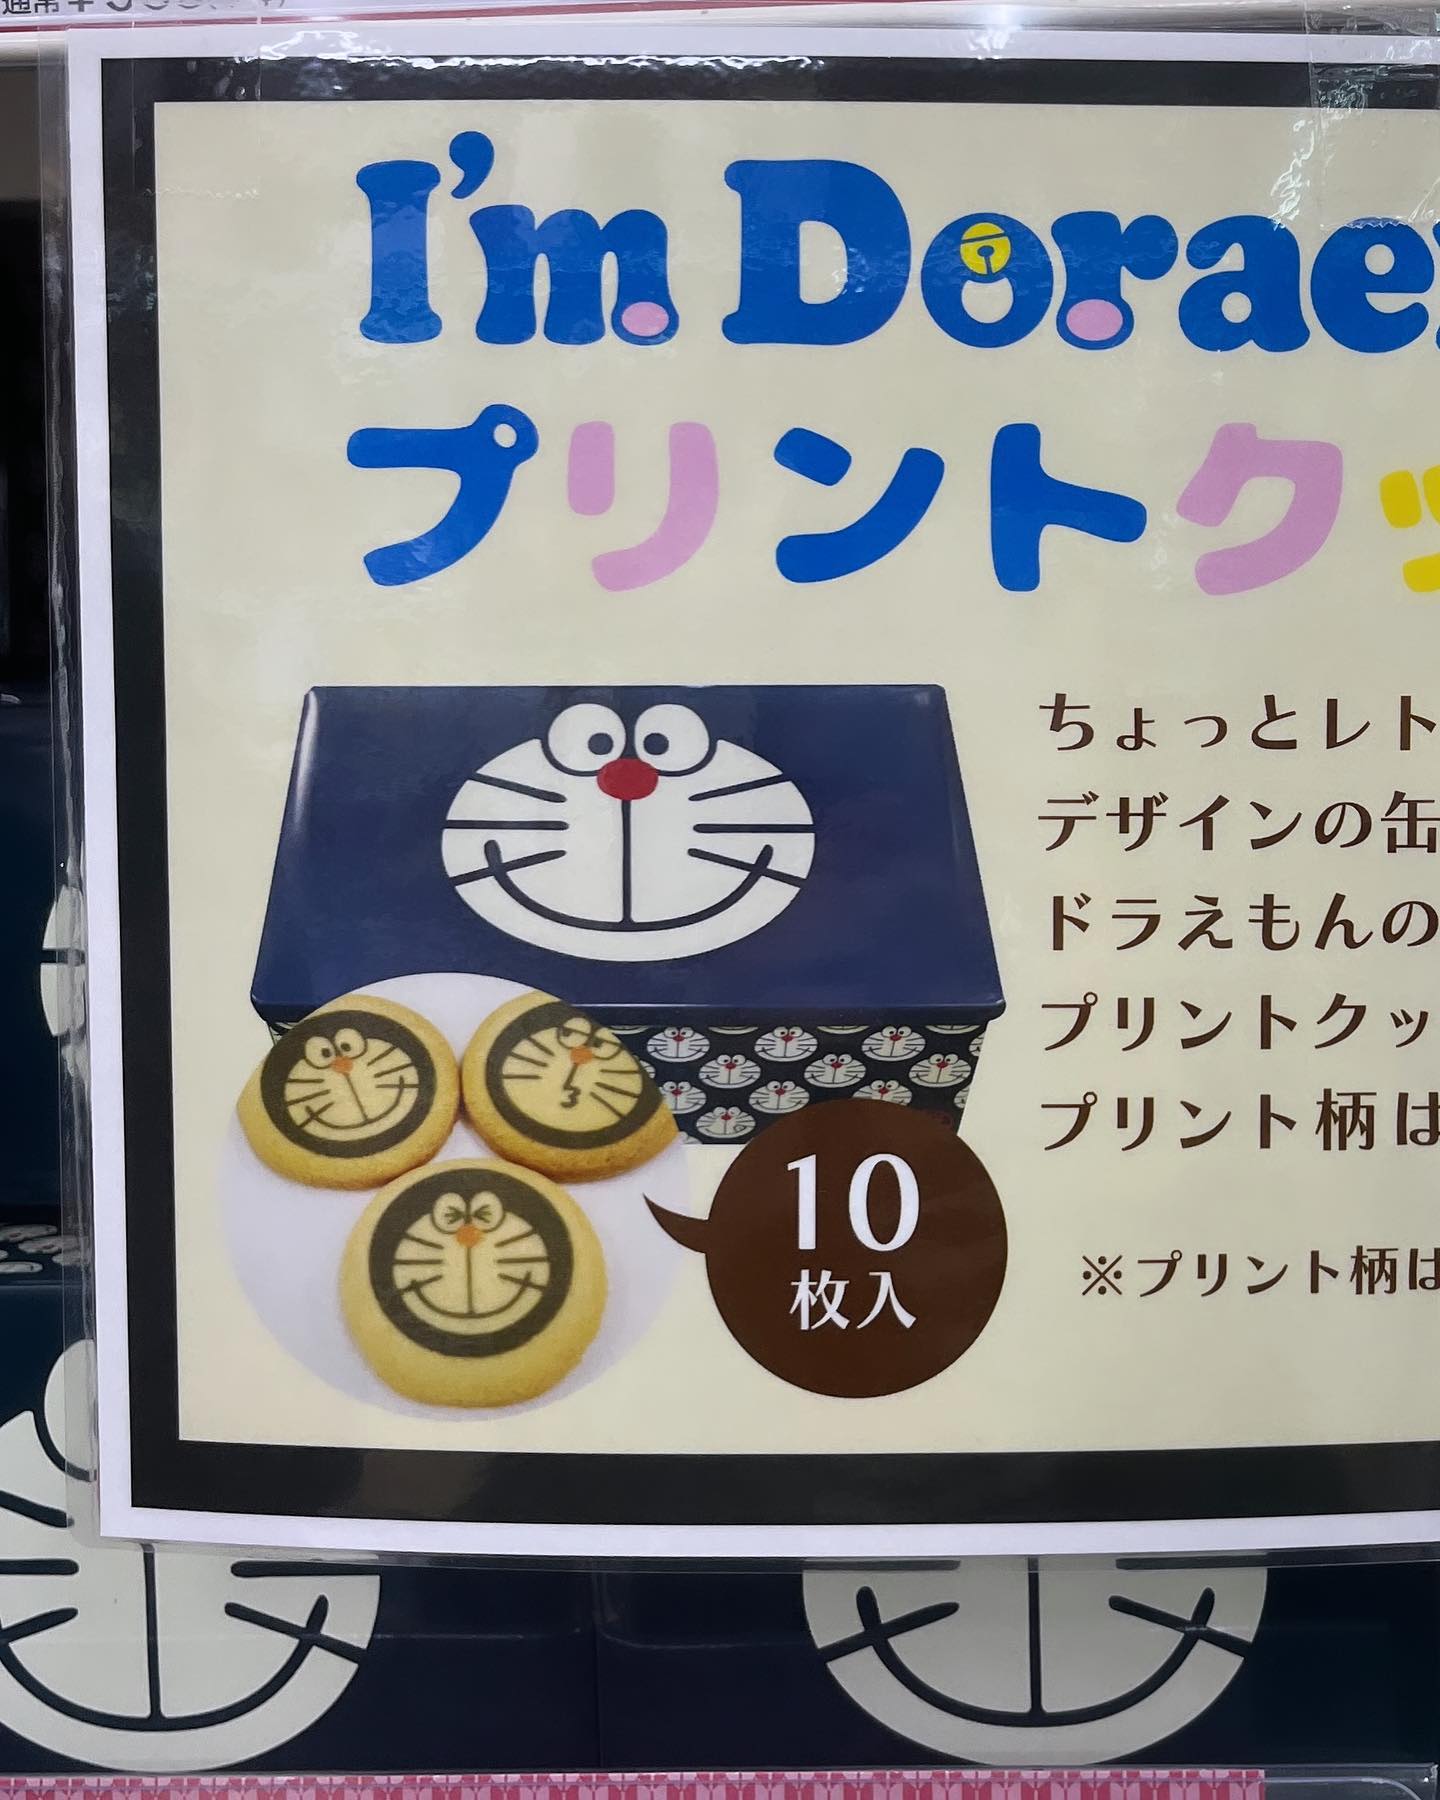 I'm Dorae
プリントクッ
ちょっとレト
デザインの缶
ドラえもんの
プリントクッ
プリント柄は
10
枚入
※プリント柄は